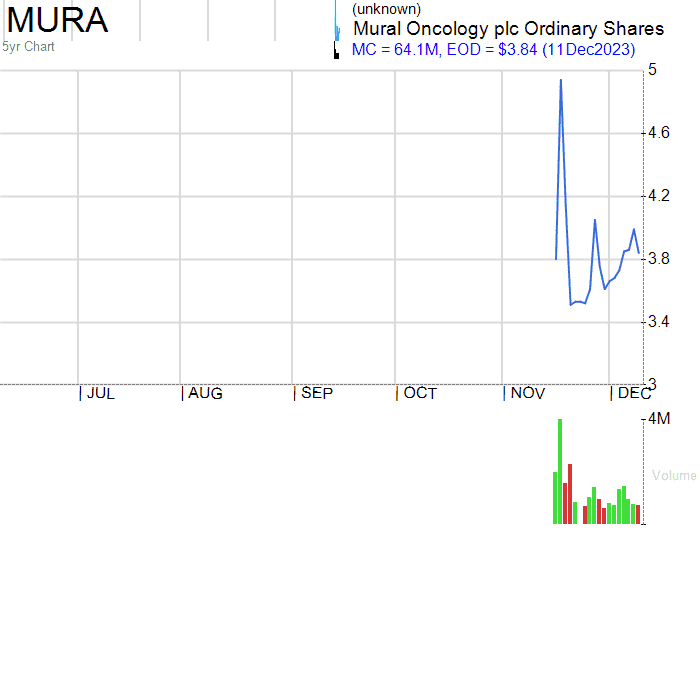 MURA
5yr Chart
(unknown)
Mural Oncology plc Ordinary Shares
MC = 64.1M, EOD = $3.84 (11Dec2023)
5
4.6
4.2
3.8
3.4
3
JUL AUG SEP OCT NOV DEC
4M
Volume